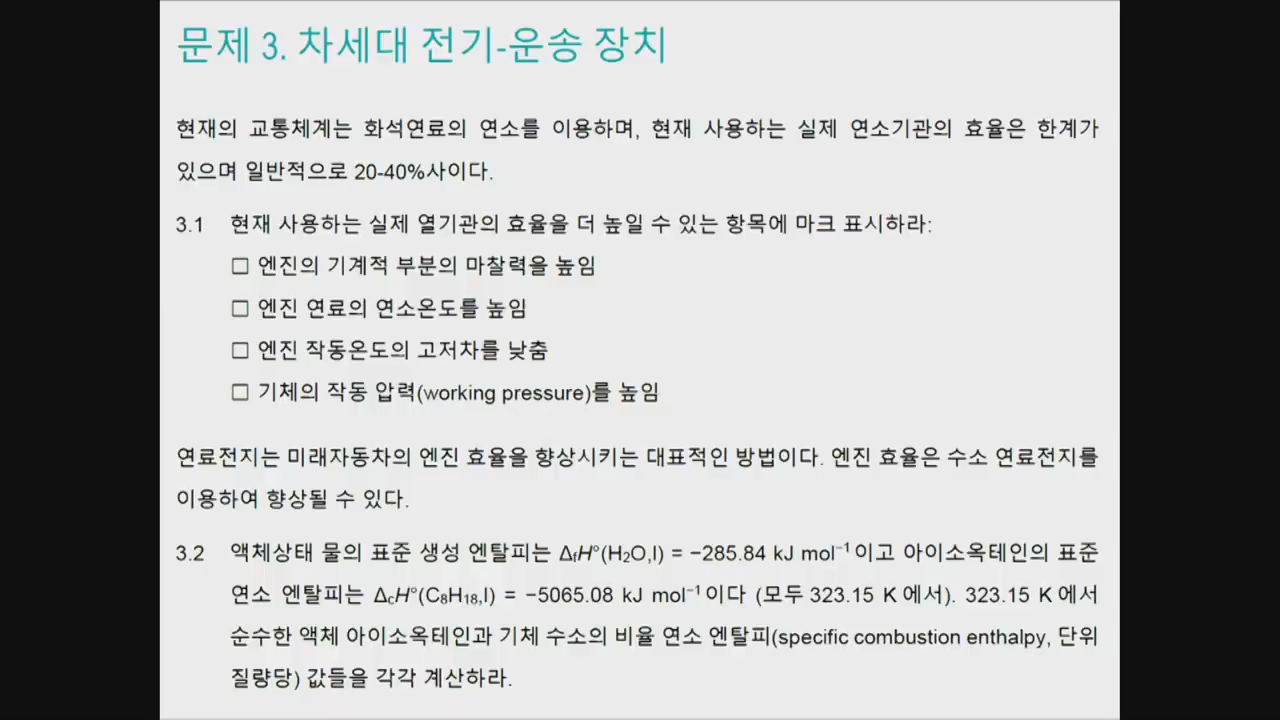 문제 3. 차세대 전기-운송 장치
현재의 교통체계는 화석연료의 연소를 이용하며, 현재 사용하는 실제 연소기관의 효율은 한계가
있으며 일반적으로 20-40%사이다.
3.1 현재 사용하는 실제 열기관의 효율을 더 높일 수 있는 항목에 마크 표시하라:
□ 엔진의 기계적 부분의 마찰력을 높임
□ 엔진 연료의 연소온도를 높임
□ 엔진 작동온도의 고저차를 낮춤
□ 기체의 작동 압력(working pressure)를 높임
연료전지는 미래자동차의 엔진 효율을 향상시키는 대표적인 방법이다. 엔진 효율은 수소 연료전지를
이용하여 향상될 수 있다.
3.2 액체상태 물의 표준 생성 엔탈피는 ΔfH°(H₂O,l) = −285.84 kJ mol⁻¹이고 아이소옥테인의 표준
연소 엔탈피는 ΔcH°(C₈H₁₈,l) = −5065.08 kJ mol⁻¹이다 (모두 323.15 K에서). 323.15 K에서
순수한 액체 아이소옥테인과 기체 수소의 비율 연소 엔탈피(specific combustion enthalpy, 단위
질량당) 값들을 각각 계산하라.